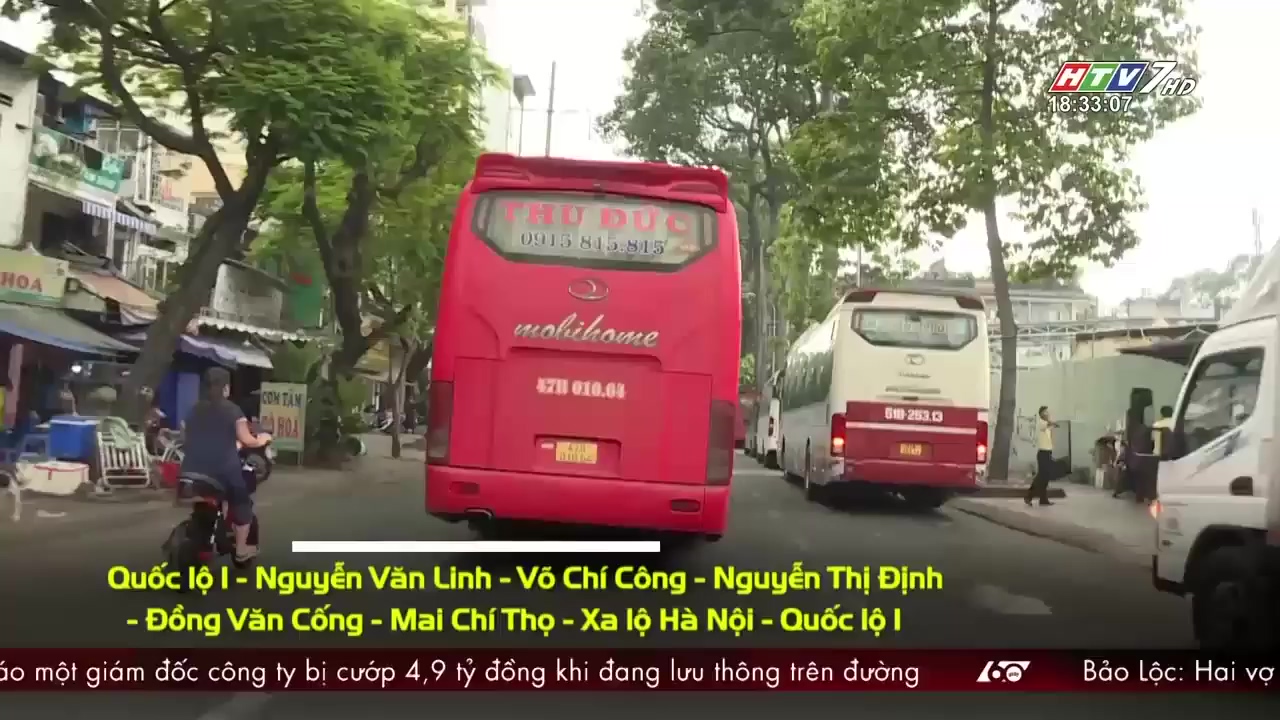 HTV7 HD
18:33:07
THỦ ĐỨC
0915 815.815
mobihome
47H 010.64
51B-263.13
HOA
CƠM TẤM
Quốc lộ I - Nguyễn Văn Linh - Võ Chí Công - Nguyễn Thị Định
- Đồng Văn Cống - Mai Chí Thọ - Xa lộ Hà Nội - Quốc lộ I
áo một giám đốc công ty bị cướp 4,9 tỷ đồng khi đang lưu thông trên đường
60 giây
Bảo Lộc: Hai vợ